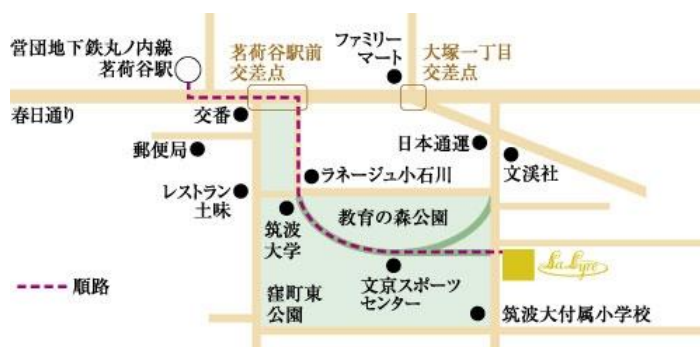 営団地下鉄丸ノ内線
茗荷谷駅
茗荷谷駅前
交差点
ファミリー
マート
大塚一丁目
交差点
春日通り
交番
郵便局
日本通運
文渓社
ラネージュ小石川
レストラン
土味
筑波
大学
教育の森公園
La Lyre
文京スポーツ
センター
窪町東
公園
順路
筑波大付属小学校